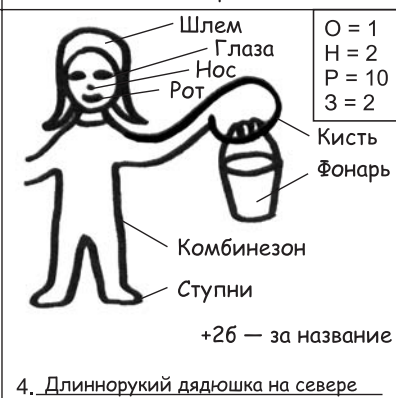 Шлем
Глаза
Нос
Рот
О = 1
Н = 2
Р = 10
З = 2
Кисть
Фонарь
Комбинезон
Ступни
+2б — за название
4. Длиннорукий дядюшка на севере